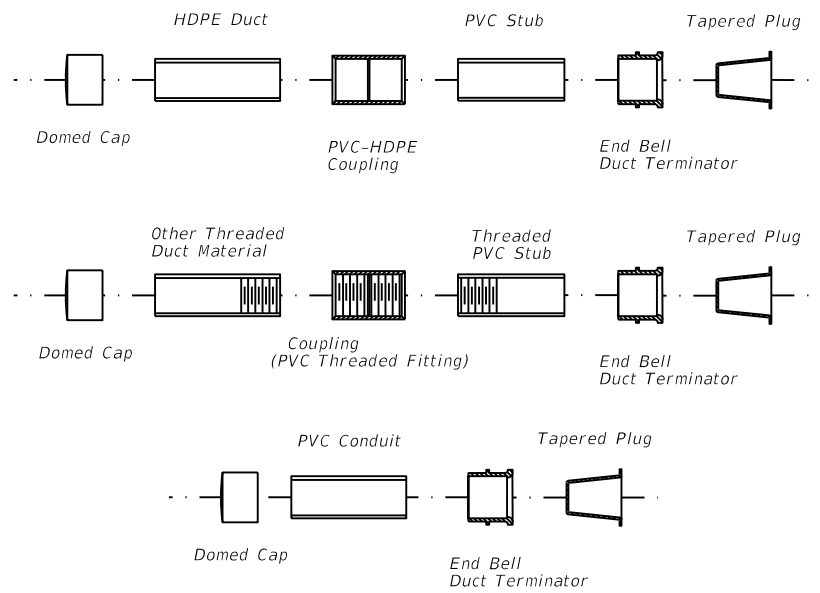 HDPE Duct
PVC Stub
Tapered Plug
Domed Cap
PVC-HDPE
Coupling
End Bell
Duct Terminator
Other Threaded
Duct Material
Threaded
PVC Stub
Tapered Plug
Domed Cap
Coupling
(PVC Threaded Fitting)
End Bell
Duct Terminator
PVC Conduit
Tapered Plug
Domed Cap
End Bell
Duct Terminator